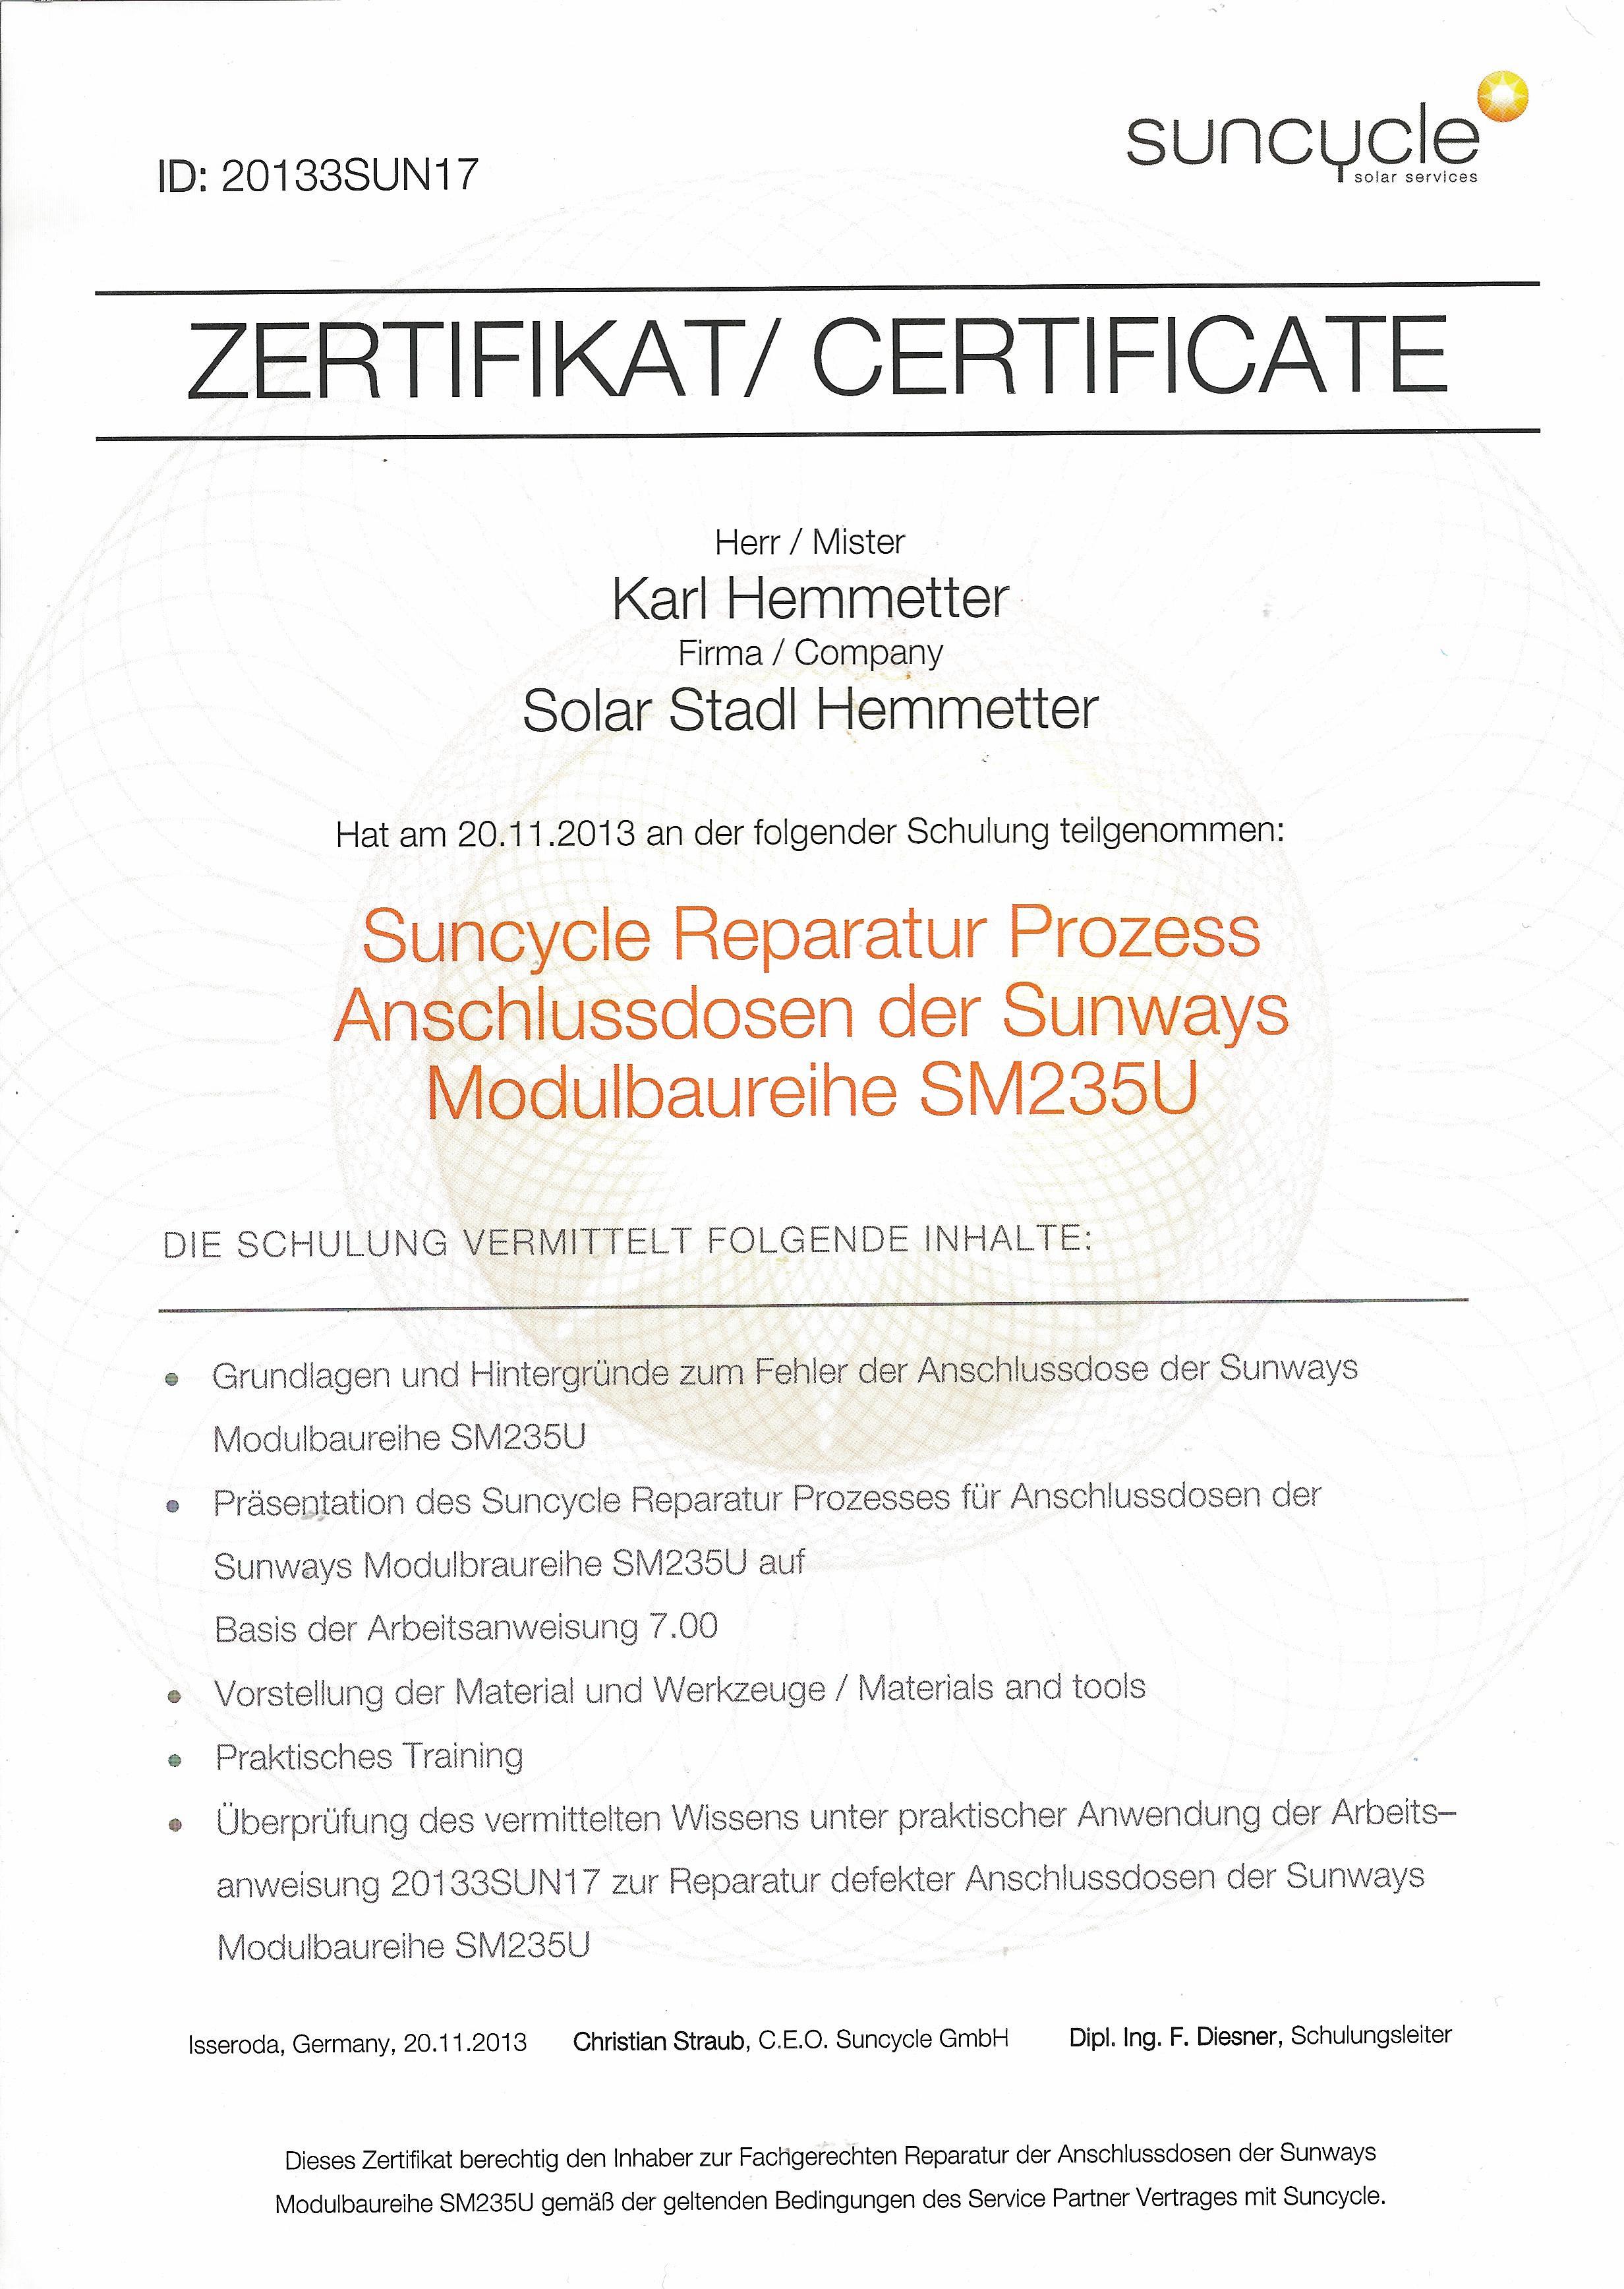 suncycle
solar services
ID: 20133SUN17
ZERTIFIKAT/ CERTIFICATE
Herr / Mister
Karl Hemmetter
Firma / Company
Solar Stadl Hemmetter
Hat am 20.11.2013 an der folgender Schulung teilgenommen:
Suncycle Reparatur Prozess
Anschlussdosen der Sunways
Modulbaureihe SM235U
DIE SCHULUNG VERMITTELT FOLGENDE INHALTE:
• Grundlagen und Hintergründe zum Fehler der Anschlussdose der Sunways
Modulbaureihe SM235U
• Präsentation des Suncycle Reparatur Prozesses für Anschlussdosen der
Sunways Modulbraureihe SM235U auf
Basis der Arbeitsanweisung 7.00
• Vorstellung der Material und Werkzeuge / Materials and tools
• Praktisches Training
• Überprüfung des vermittelten Wissens unter praktischer Anwendung der Arbeits–
anweisung 20133SUN17 zur Reparatur defekter Anschlussdosen der Sunways
Modulbaureihe SM235U
Isseroda, Germany, 20.11.2013 Christian Straub, C.E.O. Suncycle GmbH Dipl. Ing. F. Diesner, Schulungsleiter
Dieses Zertifikat berechtig den Inhaber zur Fachgerechten Reparatur der Anschlussdosen der Sunways
Modulbaureihe SM235U gemäß der geltenden Bedingungen des Service Partner Vertrages mit Suncycle.